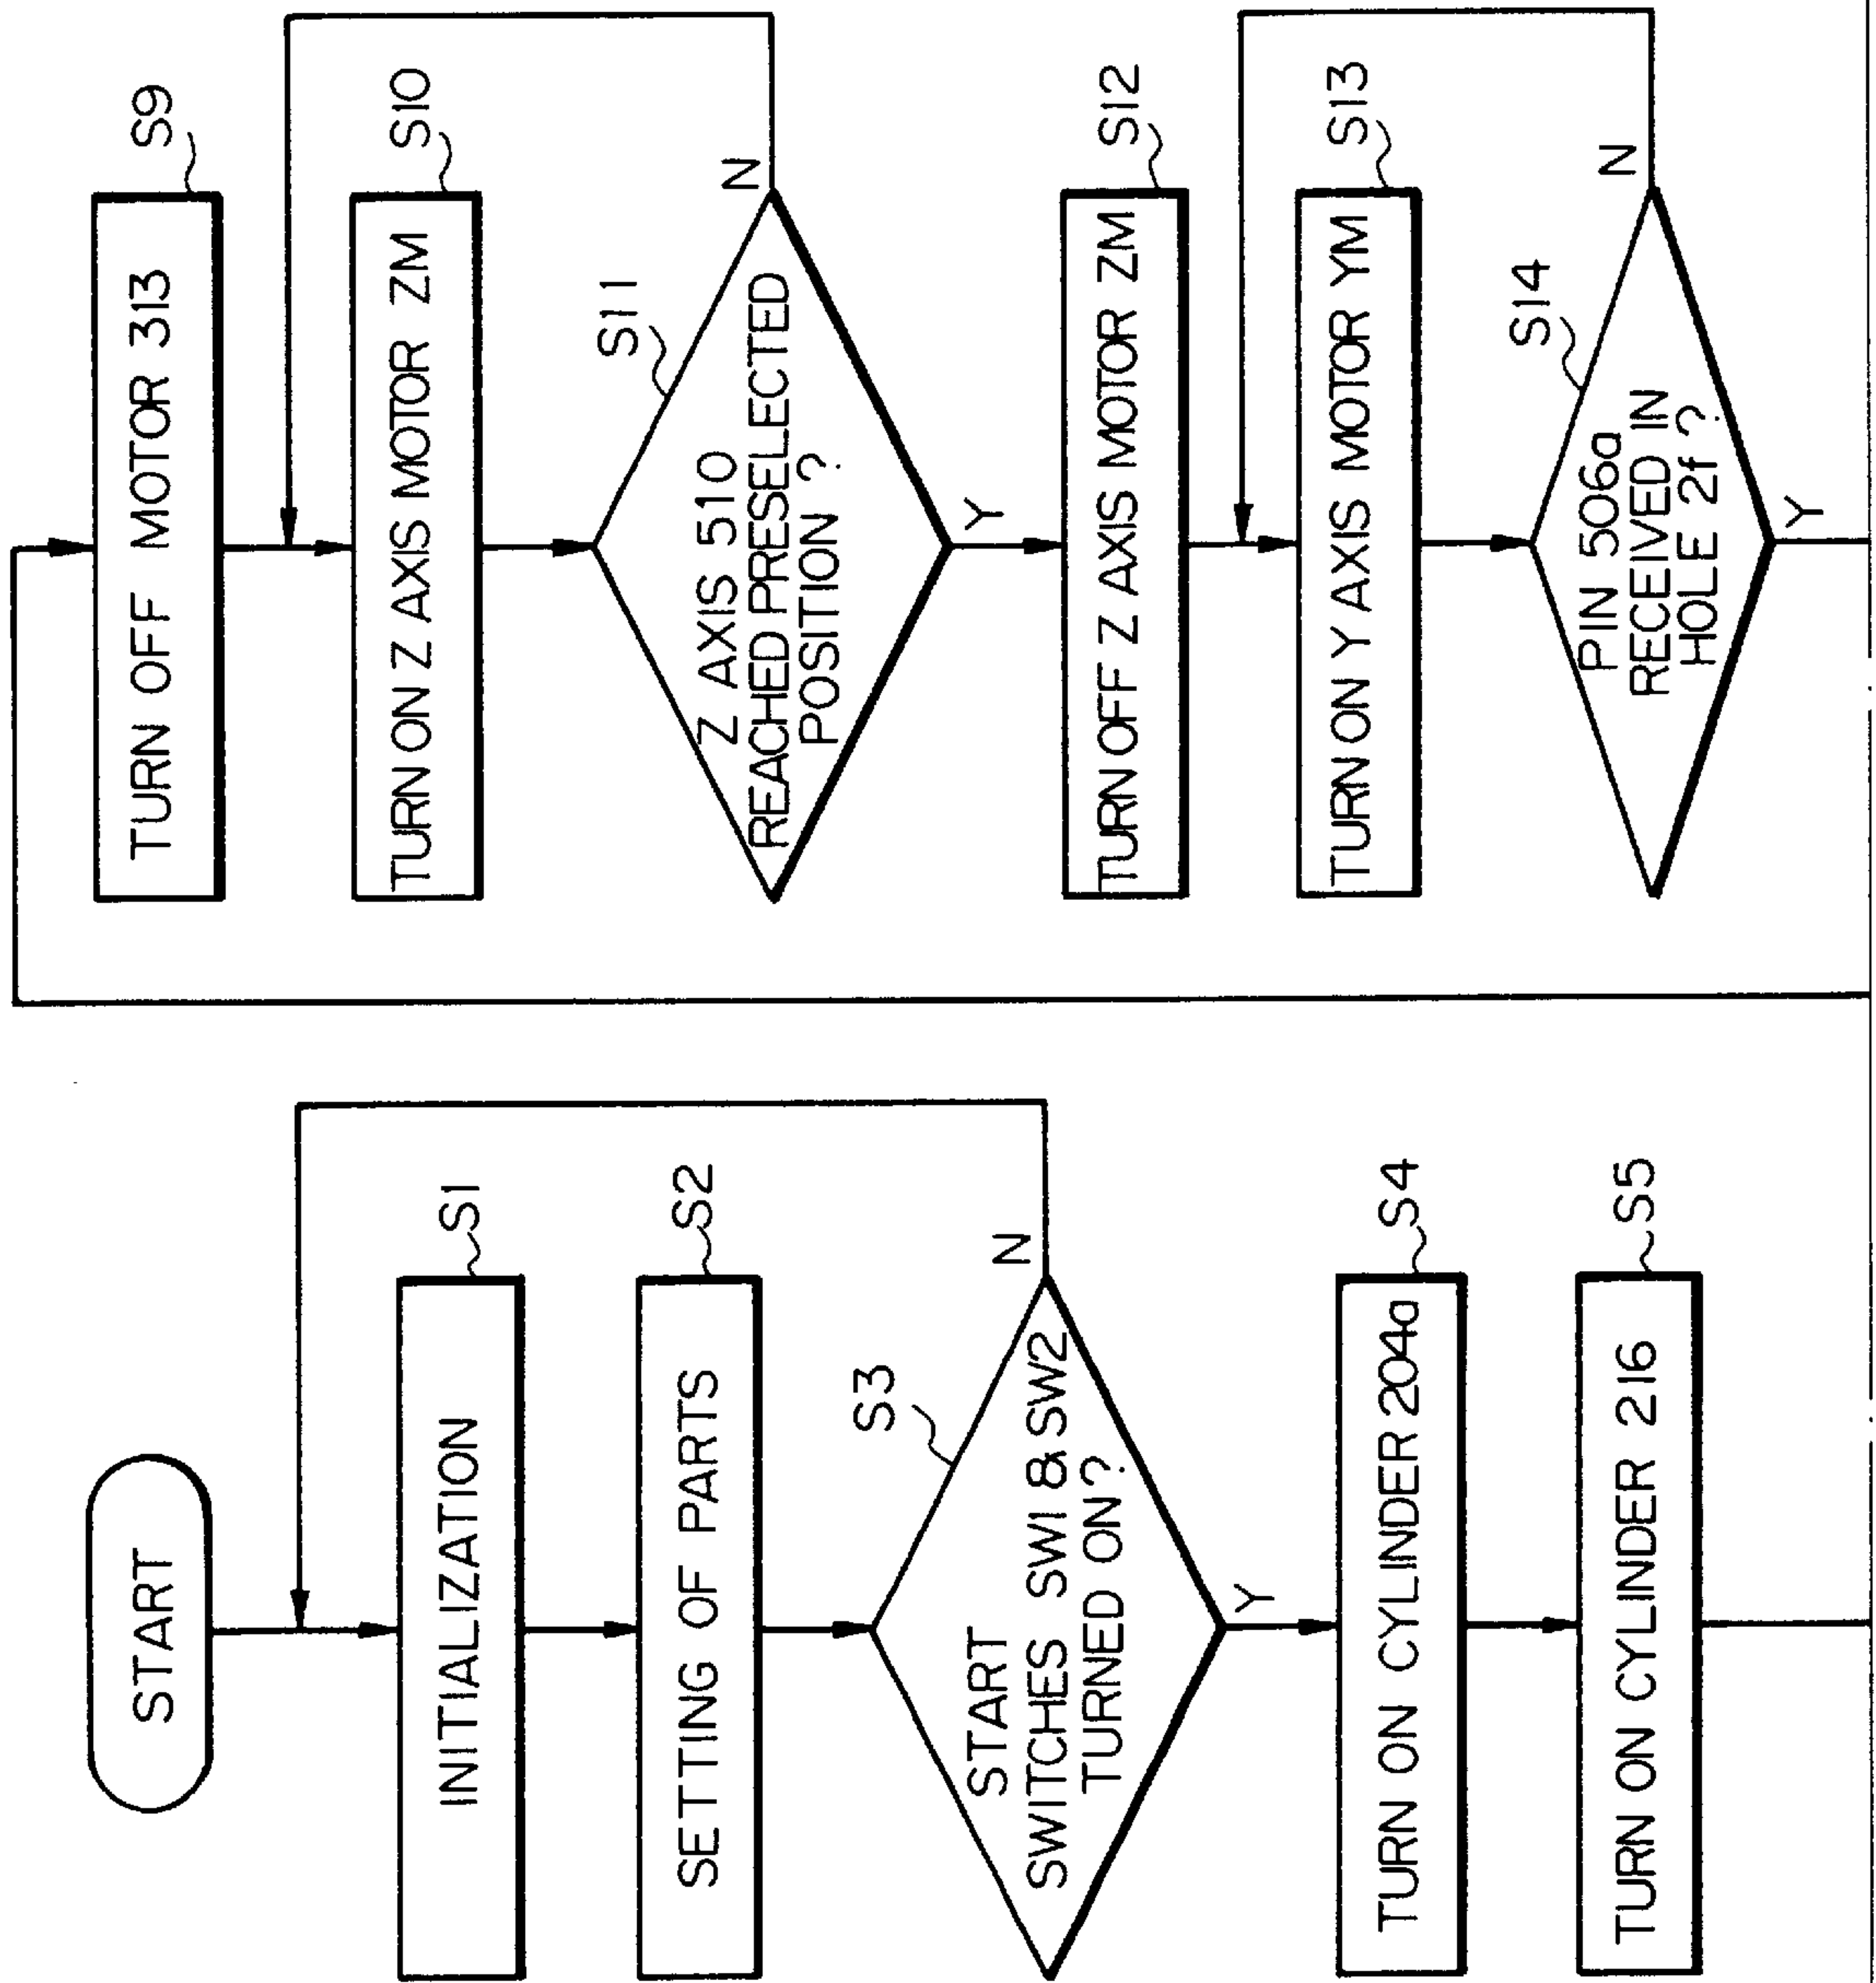 START
INITIALIZATION
S1
SETTING OF PARTS
S2
START
SWITCHES SW1 & SW2
TURNED ON?
S3
N
Y
TURN ON CYLINDER 204a
S4
TURN ON CYLINDER 216
S5
TURN OFF MOTOR 313
S9
TURN ON Z AXIS MOTOR ZM
S10
Z AXIS 510
REACHED PRESELECTED
POSITION ?
S11
N
Y
TURN OFF Z AXIS MOTOR ZM
S12
TURN ON Y AXIS MOTOR YM
S13
PIN 506a
RECEIVED IN
HOLE 2f ?
S14
N
Y